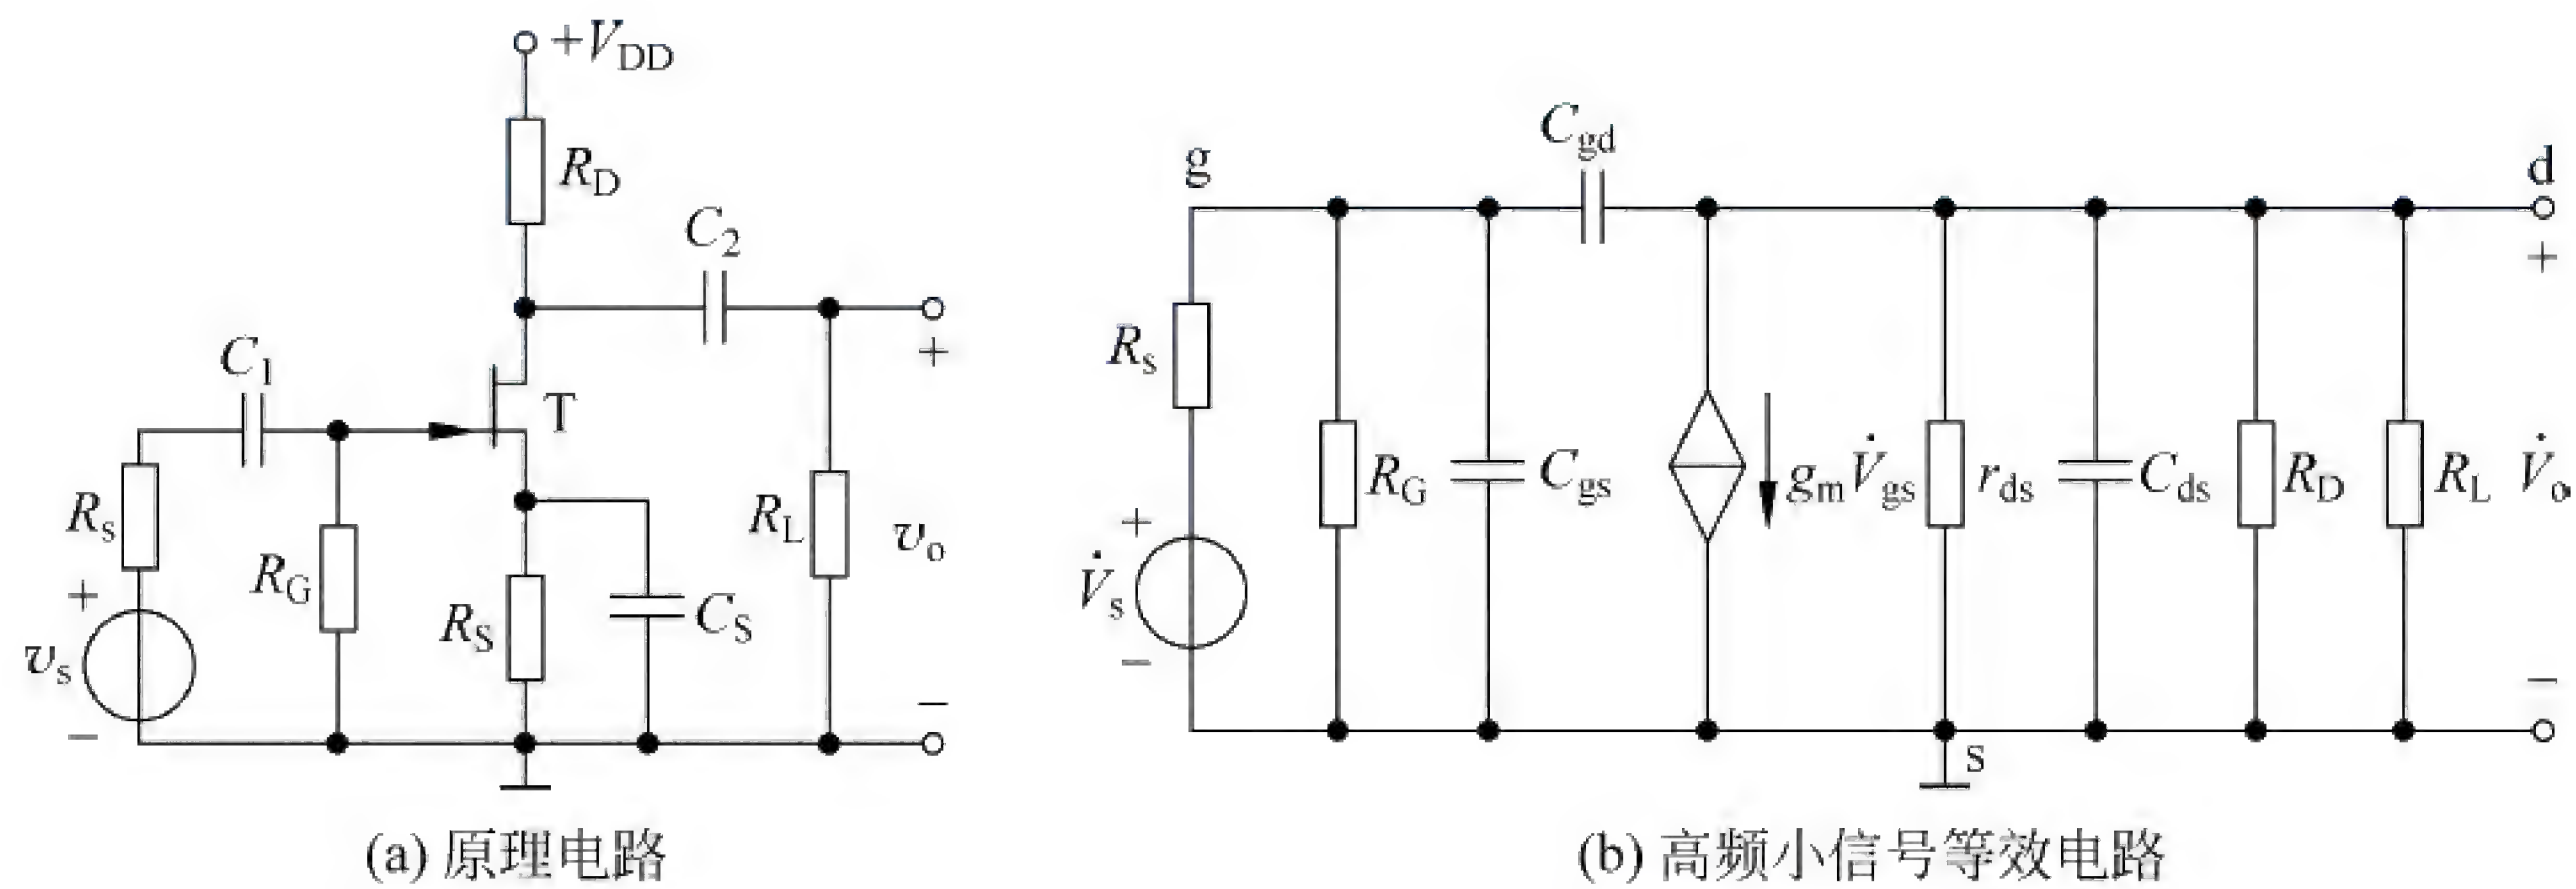 +V_DD
R_D
C_2
+
C_1
T
R_s
R_G
R_L
v_o
+
R_S
C_S
v_s
−
−
(a) 原理电路
C_gd
g
d
+
R_s
R_G
C_gs
g_m V̇_gs
r_ds
C_ds
R_D
R_L
V̇_o
+
V̇_s
−
−
s
(b) 高频小信号等效电路